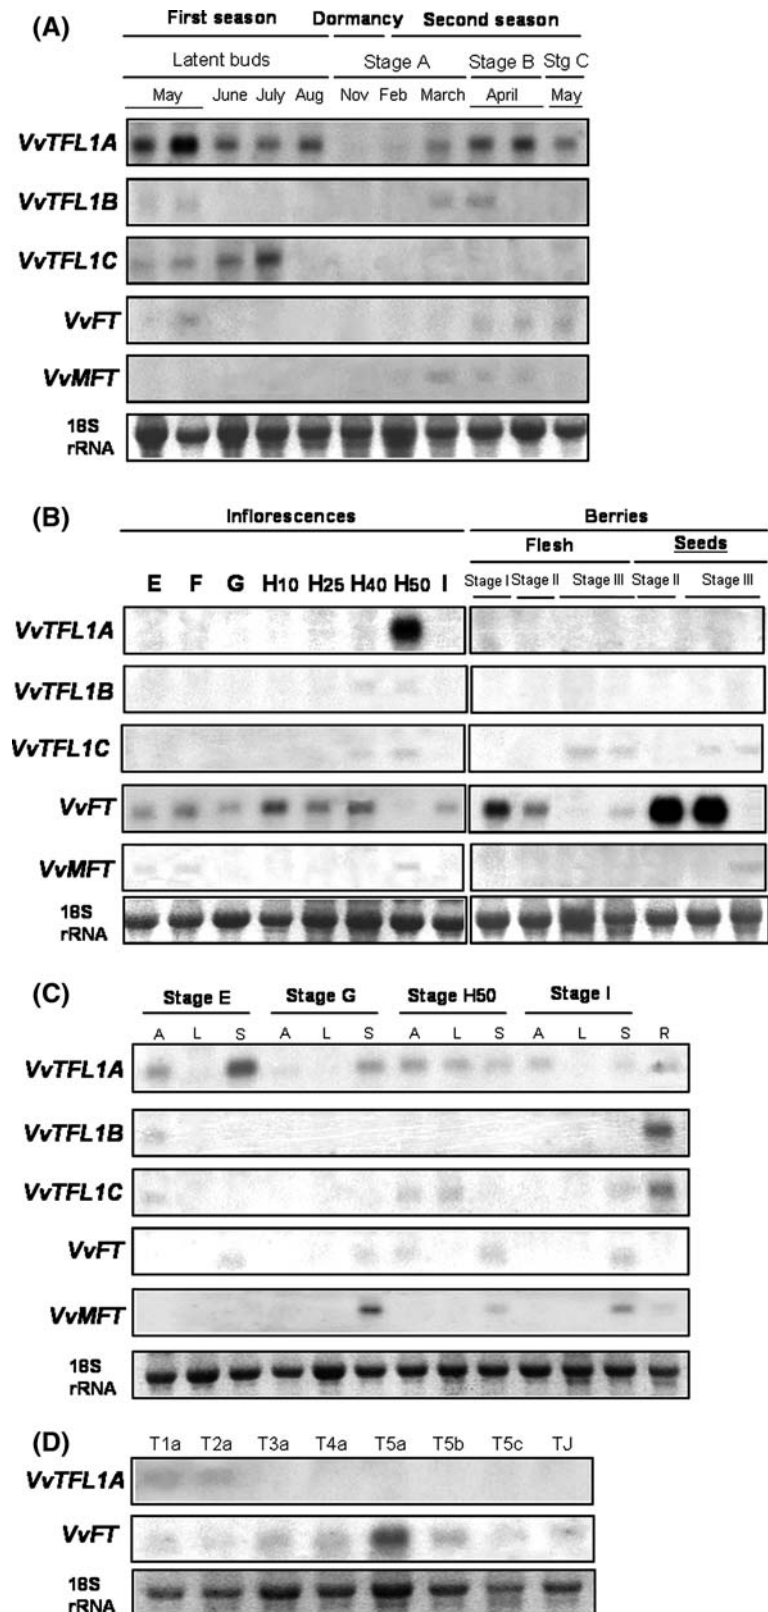 (A)
First season Dormancy Second season
Latent buds Stage A Stage B Stg C
May June July Aug Nov Feb March April May
VvTFL1A
VvTFL1B
VvTFL1C
VvFT
VvMFT
18S
rRNA
(B)
Inflorescences Berries
Flesh Seeds
Stage I Stage II Stage III Stage II Stage III
E F G H10 H25 H40 H50 I
VvTFL1A
VvTFL1B
VvTFL1C
VvFT
VvMFT
18S
rRNA
(C)
Stage E Stage G Stage H50 Stage I
A L S A L S A L S A L S R
VvTFL1A
VvTFL1B
VvTFL1C
VvFT
VvMFT
18S
rRNA
(D)
T1a T2a T3a T4a T5a T5b T5c TJ
VvTFL1A
VvFT
18S
rRNA